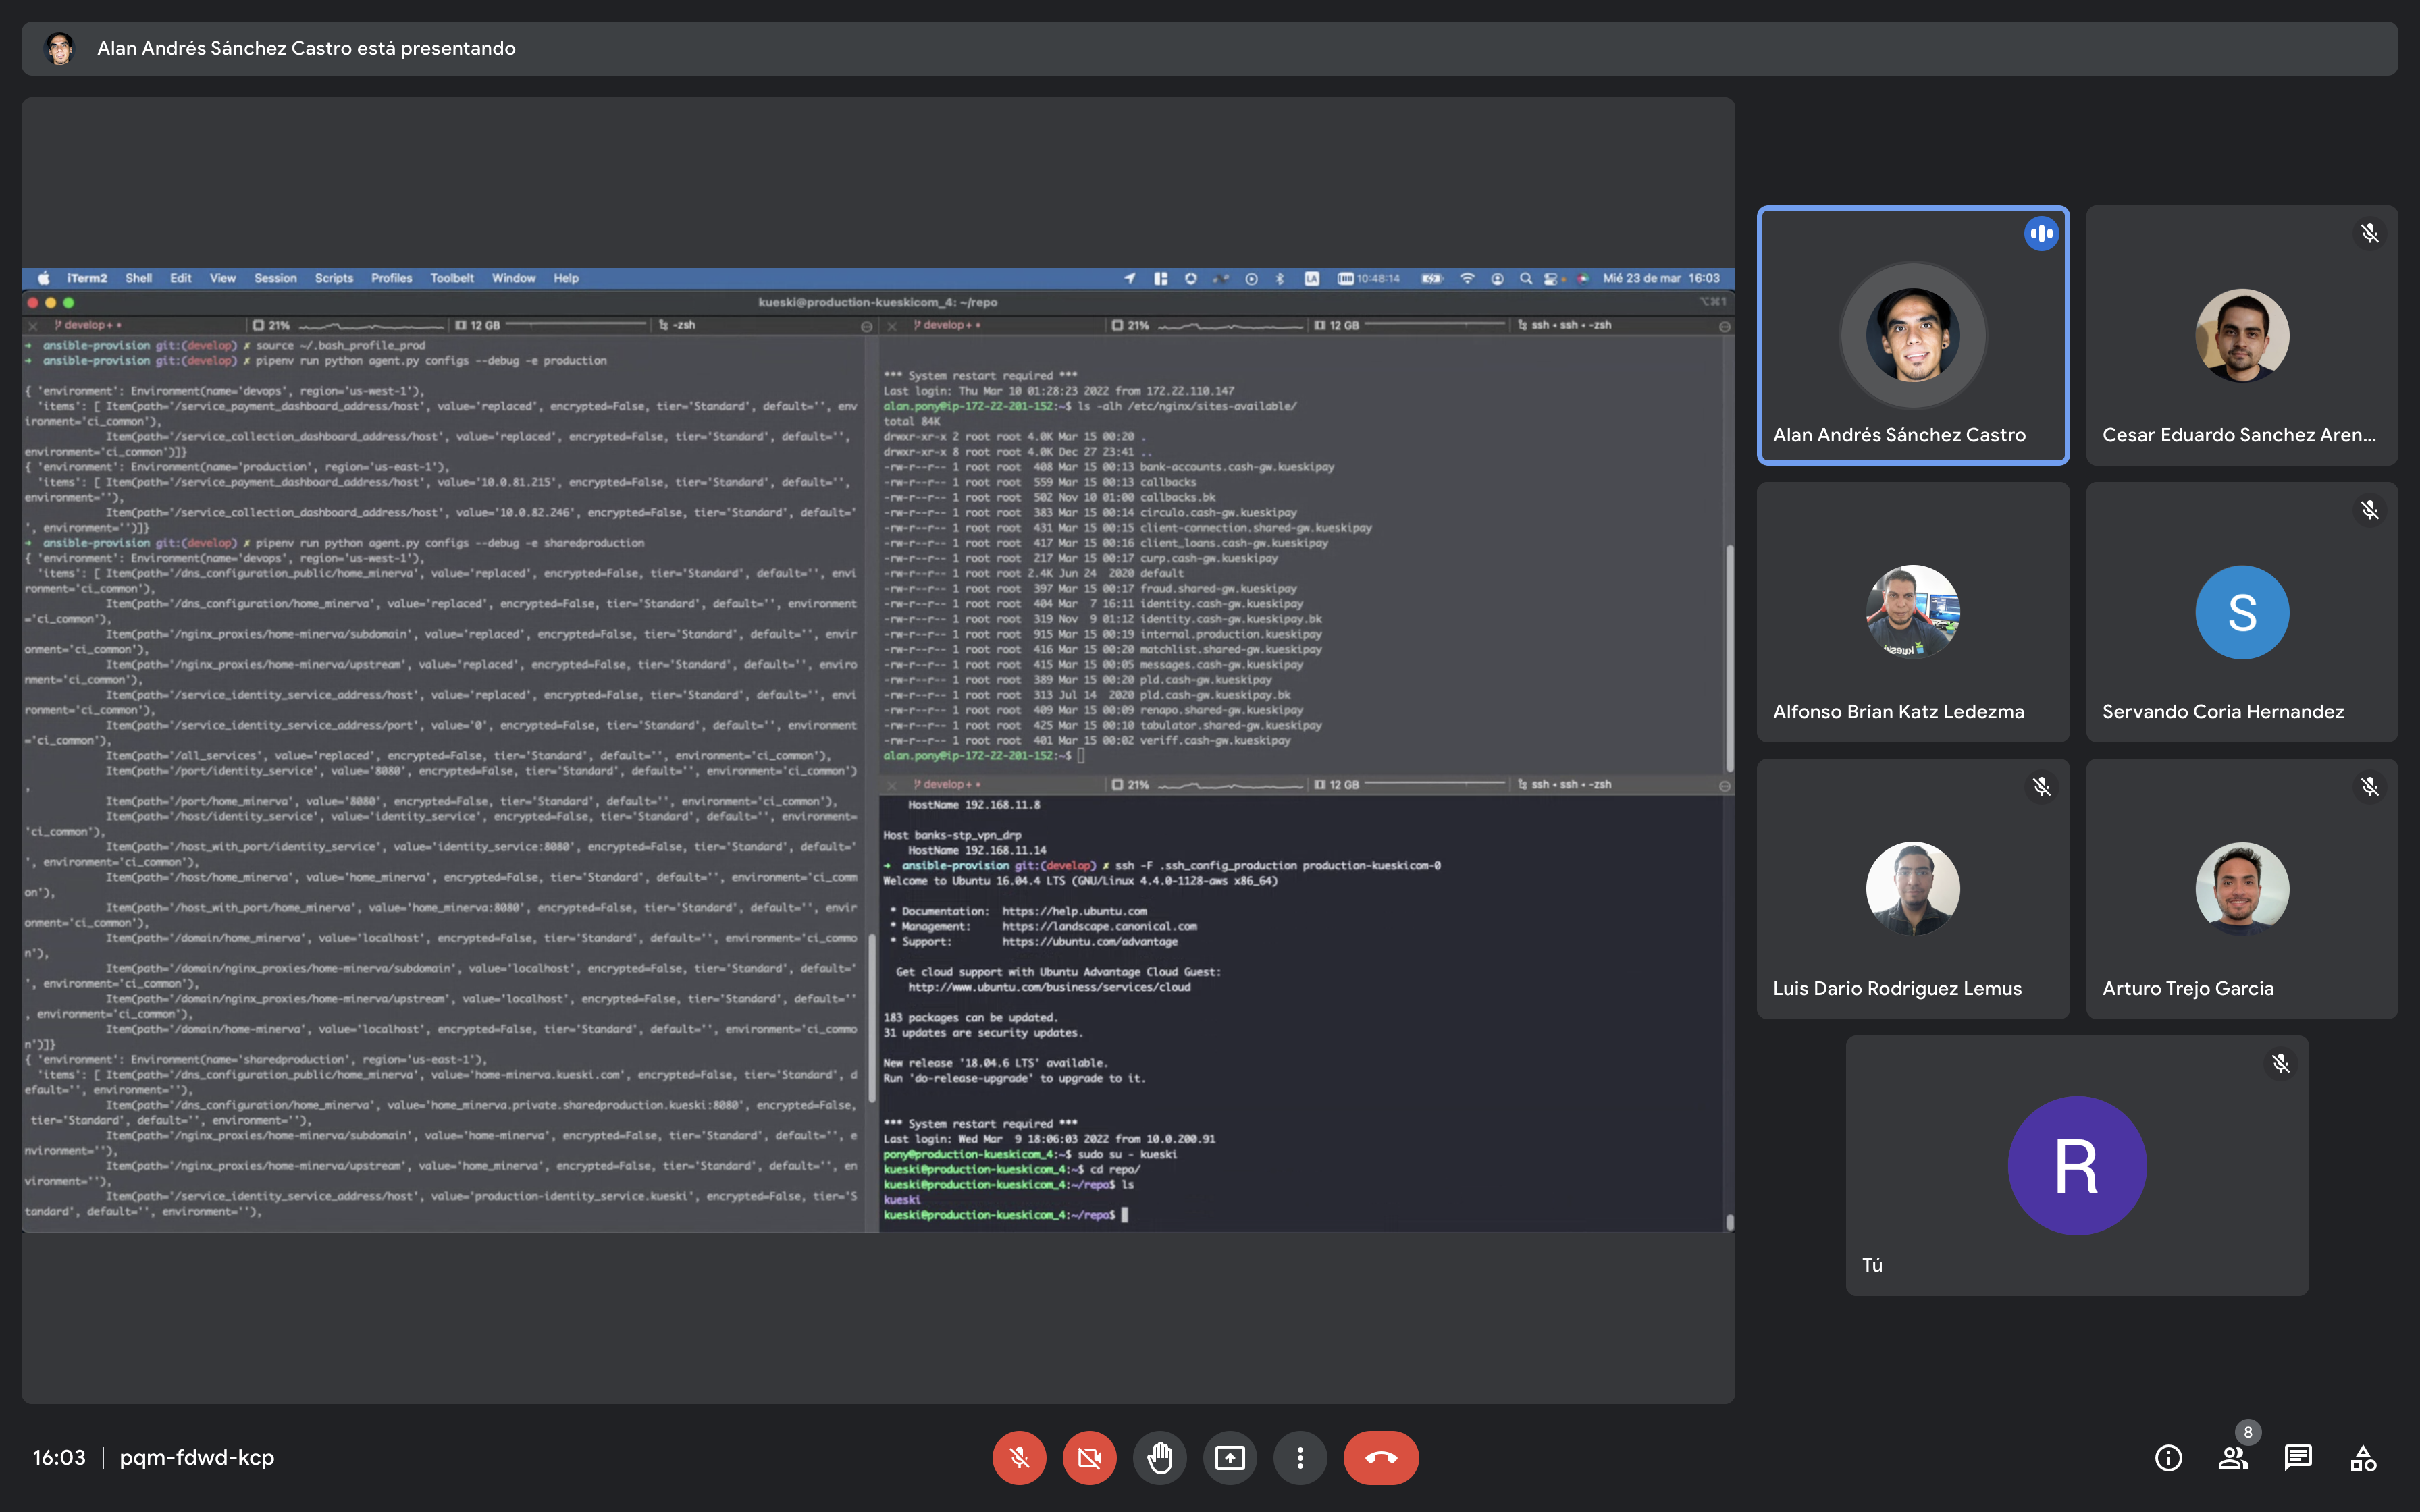 Alan Andrés Sánchez Castro está presentando
iTerm2 Shell Edit View Session Scripts Profiles Toolbelt Window Help
LA 10:48:14 Mié 23 de mar 16:03
kueski@production-kueskicom_4: ~/repo
⌥⌘1
develop+ • 21% 12 GB -zsh
➜ ansible-provision git:(develop) ✗ source ~/.bash_profile_prod
➜ ansible-provision git:(develop) ✗ pipenv run python agent.py configs --debug -e production
{ 'environment': Environment(name='devops', region='us-west-1'),
'items': [ Item(path='/service_payment_dashboard_address/host', value='replaced', encrypted=False, tier='Standard', default='', env
ironment='ci_common'),
Item(path='/service_collection_dashboard_address/host', value='replaced', encrypted=False, tier='Standard', default='',
environment='ci_common')]}
{ 'environment': Environment(name='production', region='us-east-1'),
'items': [ Item(path='/service_payment_dashboard_address/host', value='10.0.81.215', encrypted=False, tier='Standard', default='',
environment=''),
Item(path='/service_collection_dashboard_address/host', value='10.0.82.246', encrypted=False, tier='Standard', default='
', environment='')]}
➜ ansible-provision git:(develop) ✗ pipenv run python agent.py configs --debug -e sharedproduction
{ 'environment': Environment(name='devops', region='us-west-1'),
'items': [ Item(path='/dns_configuration_public/home_minerva', value='replaced', encrypted=False, tier='Standard', default='', envi
ronment='ci_common'),
Item(path='/dns_configuration/home_minerva', value='replaced', encrypted=False, tier='Standard', default='', environment
='ci_common'),
Item(path='/nginx_proxies/home-minerva/subdomain', value='replaced', encrypted=False, tier='Standard', default='', envir
onment='ci_common'),
Item(path='/nginx_proxies/home-minerva/upstream', value='replaced', encrypted=False, tier='Standard', default='', enviro
nment='ci_common'),
Item(path='/service_identity_service_address/host', value='replaced', encrypted=False, tier='Standard', default='', envi
ronment='ci_common'),
Item(path='/service_identity_service_address/port', value='0', encrypted=False, tier='Standard', default='', environment
='ci_common'),
Item(path='/all_services', value='replaced', encrypted=False, tier='Standard', default='', environment='ci_common'),
Item(path='/port/identity_service', value='8080', encrypted=False, tier='Standard', default='', environment='ci_common')
,
Item(path='/port/home_minerva', value='8080', encrypted=False, tier='Standard', default='', environment='ci_common'),
Item(path='/host/identity_service', value='identity_service', encrypted=False, tier='Standard', default='', environment=
'ci_common'),
Item(path='/host_with_port/identity_service', value='identity_service:8080', encrypted=False, tier='Standard', default='
', environment='ci_common'),
Item(path='/host/home_minerva', value='home_minerva', encrypted=False, tier='Standard', default='', environment='ci_comm
on'),
Item(path='/host_with_port/home_minerva', value='home_minerva:8080', encrypted=False, tier='Standard', default='', envir
onment='ci_common'),
Item(path='/domain/home_minerva', value='localhost', encrypted=False, tier='Standard', default='', environment='ci_commo
n'),
Item(path='/domain/nginx_proxies/home-minerva/subdomain', value='localhost', encrypted=False, tier='Standard', default='
', environment='ci_common'),
Item(path='/domain/nginx_proxies/home-minerva/upstream', value='localhost', encrypted=False, tier='Standard', default=''
, environment='ci_common'),
Item(path='/domain/home-minerva', value='localhost', encrypted=False, tier='Standard', default='', environment='ci_commo
n')]}
{ 'environment': Environment(name='sharedproduction', region='us-east-1'),
'items': [ Item(path='/dns_configuration_public/home_minerva', value='home-minerva.kueski.com', encrypted=False, tier='Standard', d
efault='', environment=''),
Item(path='/dns_configuration/home_minerva', value='home_minerva.private.sharedproduction.kueski:8080', encrypted=False,
tier='Standard', default='', environment=''),
Item(path='/nginx_proxies/home-minerva/subdomain', value='home-minerva', encrypted=False, tier='Standard', default='', e
nvironment=''),
Item(path='/nginx_proxies/home-minerva/upstream', value='home_minerva', encrypted=False, tier='Standard', default='', en
vironment=''),
Item(path='/service_identity_service_address/host', value='production-identity_service.kueski', encrypted=False, tier='S
tandard', default='', environment=''),
develop+ • 21% 12 GB ssh • ssh • -zsh
*** System restart required ***
Last login: Thu Mar 10 01:28:23 2022 from 172.22.110.147
alan.pony@ip-172-22-201-152:~$ ls -alh /etc/nginx/sites-available/
total 84K
drwxr-xr-x 2 root root 4.0K Mar 15 00:20 .
drwxr-xr-x 8 root root 4.0K Dec 27 23:41 ..
-rw-r--r-- 1 root root 408 Mar 15 00:13 bank-accounts.cash-gw.kueskipay
-rw-r--r-- 1 root root 559 Mar 15 00:13 callbacks
-rw-r--r-- 1 root root 502 Nov 10 01:00 callbacks.bk
-rw-r--r-- 1 root root 383 Mar 15 00:14 circulo.cash-gw.kueskipay
-rw-r--r-- 1 root root 431 Mar 15 00:15 client-connection.shared-gw.kueskipay
-rw-r--r-- 1 root root 417 Mar 15 00:16 client_loans.cash-gw.kueskipay
-rw-r--r-- 1 root root 217 Mar 15 00:17 curp.cash-gw.kueskipay
-rw-r--r-- 1 root root 2.4K Jun 24 2020 default
-rw-r--r-- 1 root root 397 Mar 15 00:17 fraud.shared-gw.kueskipay
-rw-r--r-- 1 root root 404 Mar 7 16:11 identity.cash-gw.kueskipay
-rw-r--r-- 1 root root 319 Nov 9 01:12 identity.cash-gw.kueskipay.bk
-rw-r--r-- 1 root root 915 Mar 15 00:19 internal.production.kueskipay
-rw-r--r-- 1 root root 416 Mar 15 00:20 matchlist.shared-gw.kueskipay
-rw-r--r-- 1 root root 415 Mar 15 00:05 messages.cash-gw.kueskipay
-rw-r--r-- 1 root root 389 Mar 15 00:20 pld.cash-gw.kueskipay
-rw-r--r-- 1 root root 313 Jul 14 2020 pld.cash-gw.kueskipay.bk
-rw-r--r-- 1 root root 409 Mar 15 00:09 renapo.shared-gw.kueskipay
-rw-r--r-- 1 root root 425 Mar 15 00:10 tabulator.shared-gw.kueskipay
-rw-r--r-- 1 root root 401 Mar 15 00:02 veriff.cash-gw.kueskipay
alan.pony@ip-172-22-201-152:~$
develop+ • 21% 12 GB ssh • ssh • -zsh
HostName 192.168.11.8
Host banks-stp_vpn_drp
HostName 192.168.11.14
➜ ansible-provision git:(develop) ✗ ssh -F .ssh_config_production production-kueskicom-0
Welcome to Ubuntu 16.04.4 LTS (GNU/Linux 4.4.0-1128-aws x86_64)
* Documentation: https://help.ubuntu.com
* Management: https://landscape.canonical.com
* Support: https://ubuntu.com/advantage
Get cloud support with Ubuntu Advantage Cloud Guest:
http://www.ubuntu.com/business/services/cloud
183 packages can be updated.
31 updates are security updates.
New release '18.04.6 LTS' available.
Run 'do-release-upgrade' to upgrade to it.
*** System restart required ***
Last login: Wed Mar 9 18:06:03 2022 from 10.0.200.91
pony@production-kueskicom_4:~$ sudo su - kueski
kueski@production-kueskicom_4:~$ cd repo/
kueski@production-kueskicom_4:~/repo$ ls
kueski
kueski@production-kueskicom_4:~/repo$
Alan Andrés Sánchez Castro
Cesar Eduardo Sanchez Aren...
Alfonso Brian Katz Ledezma
S
Servando Coria Hernandez
Luis Dario Rodriguez Lemus
Arturo Trejo Garcia
R
Tú
16:03 | pqm-fdwd-kcp
8